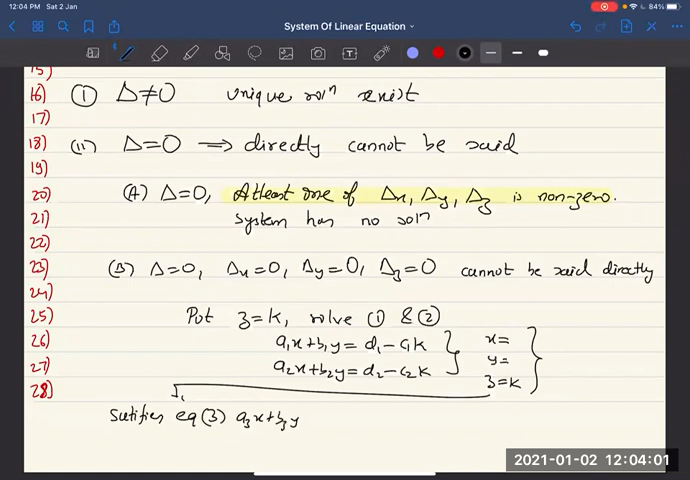 12:04 PM Sat 2 Jan
84%
System Of Linear Equation
15)
16) (I) Δ≠0 unique solⁿ exist
17)
18) (II) Δ=0 ⟹ directly cannot be said
19)
20) (A) Δ=0, Atleast one of Δx, Δy, Δz is non-zero.
21) System has no solⁿ
22)
23) (B) Δ=0, Δx=0, Δy=0, Δz=0 cannot be said directly
24)
25) Put z=k, solve (1) & (2)
26) a₁x+b₁y= d₁-c₁k x=
27) a₂x+b₂y= d₂-c₂k y=
28) z=k
Satifies eq(3) a₃x+b₃y
2021-01-02 12:04:01